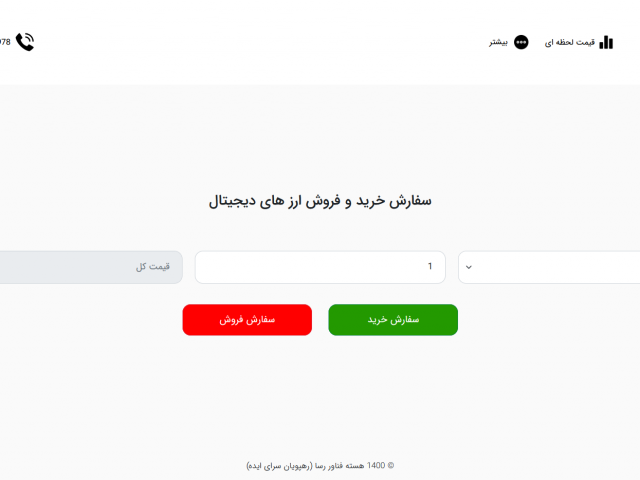 قیمت لحظه ای
بیشتر
978
سفارش خرید و فروش ارز های دیجیتال
1
قیمت کل
سفارش خرید
سفارش فروش
© 1400 هسته فناور رسا (رهپویان سرای ایده)